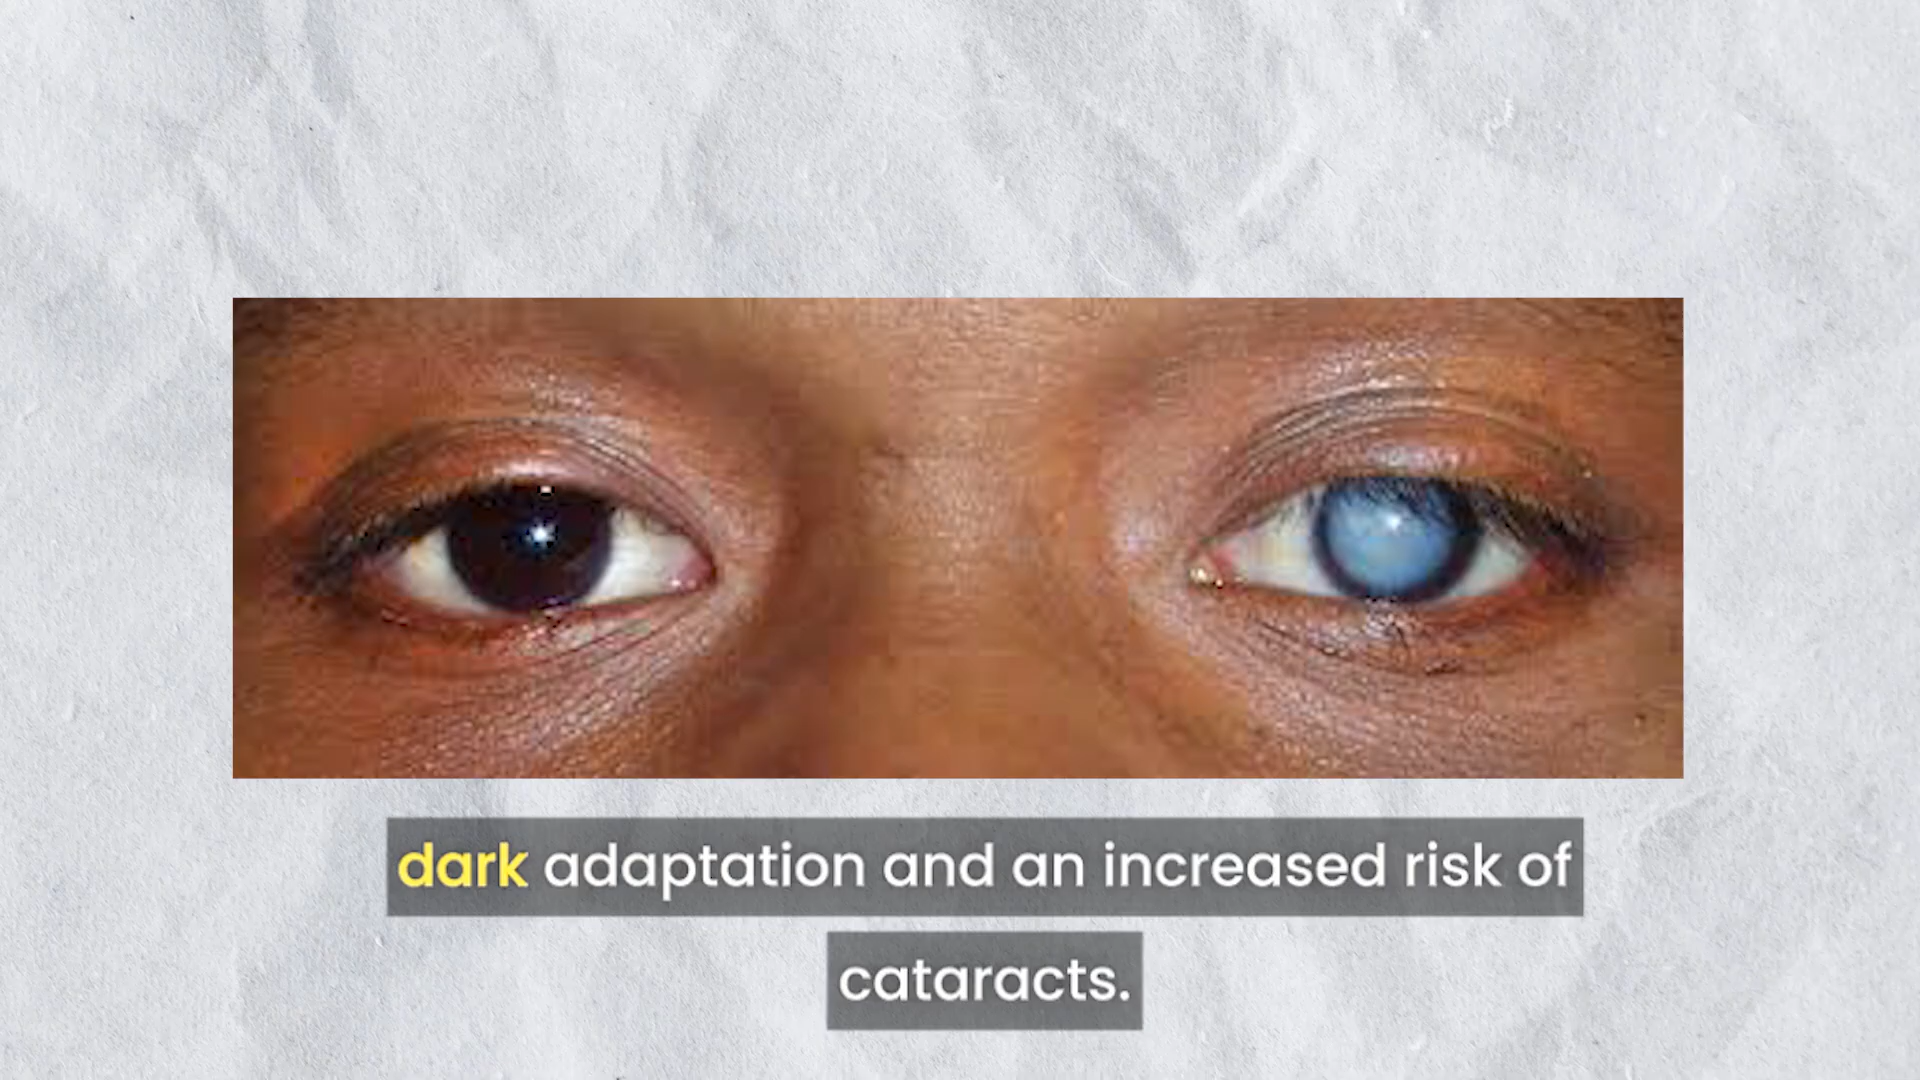 dark adaptation and an increased risk of
cataracts.